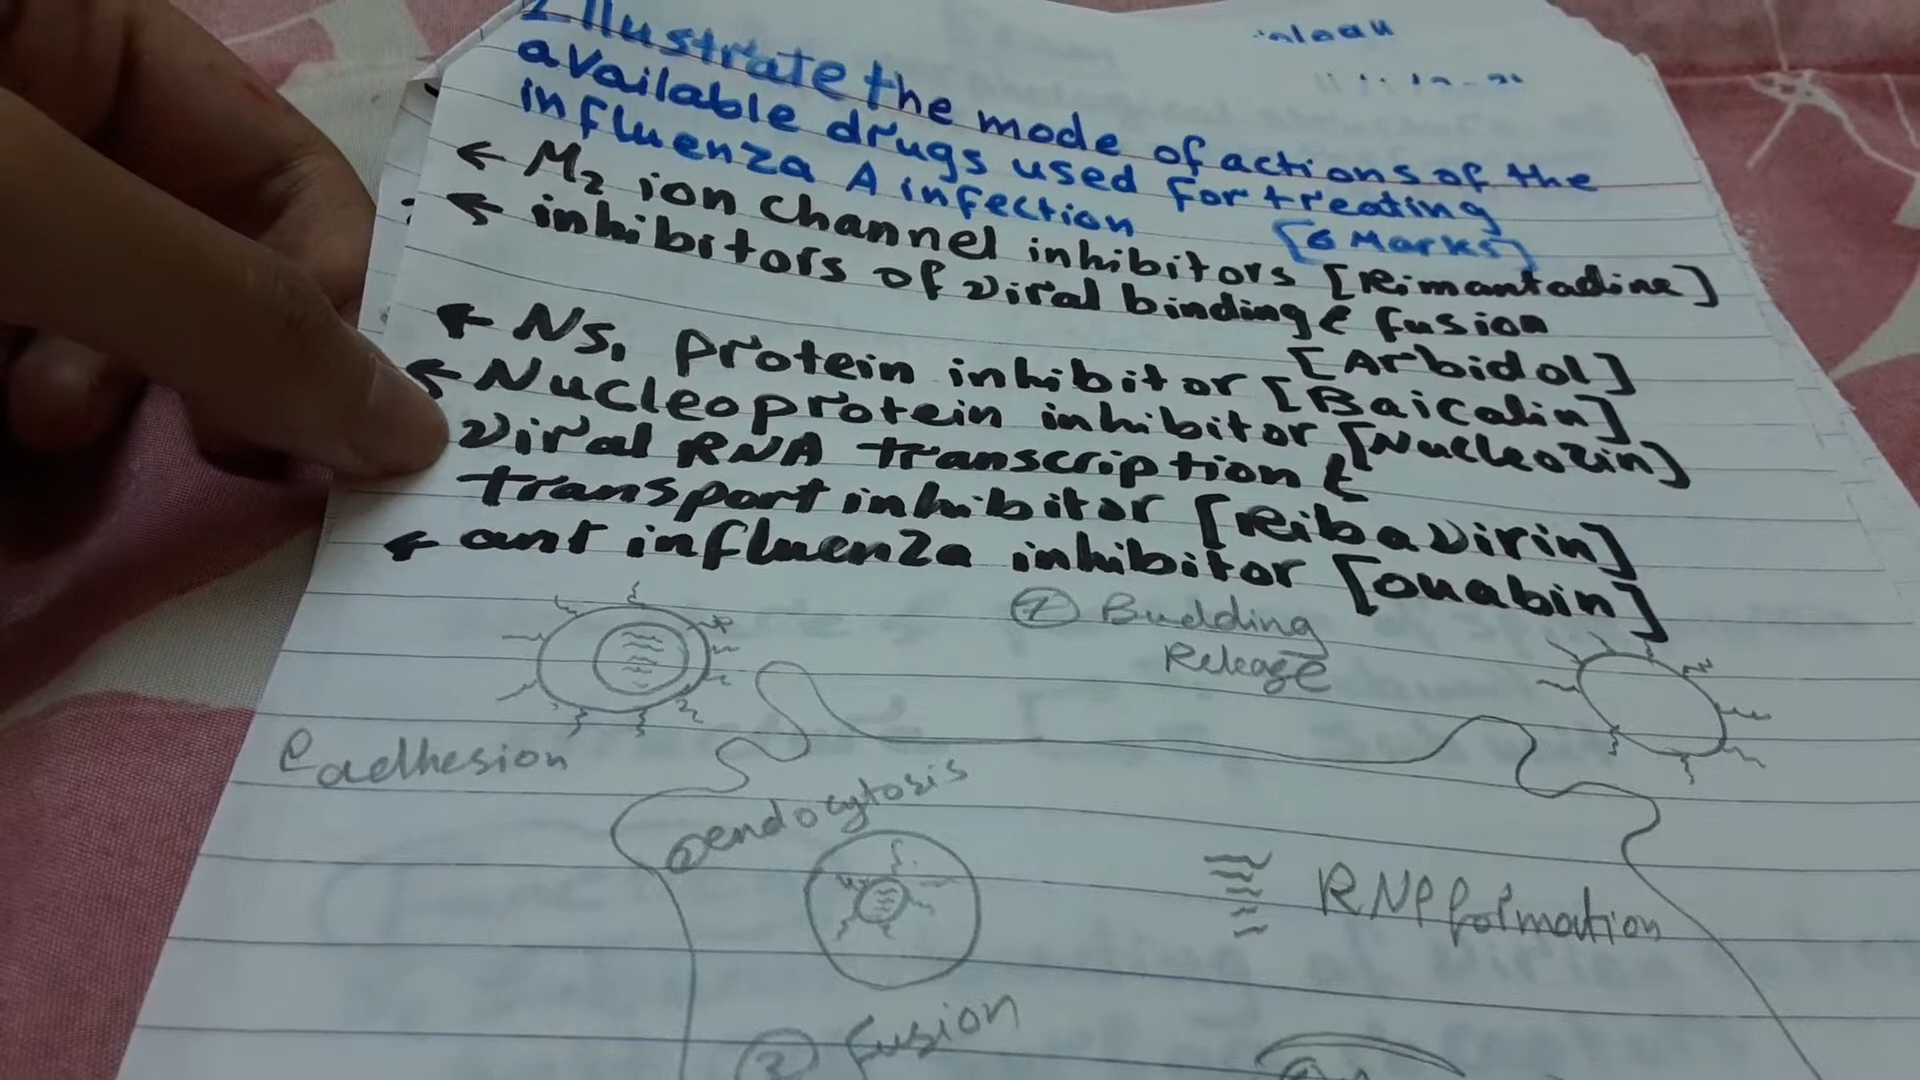 Illustrate the mode of actions of the
available drugs used for treating
influenza A infection [6 Marks]
← M2 ion channel inhibitors [Rimantadine]
← inhibitors of viral binding & fusion
[Arbidol]
← NS1 protein inhibitor [Baicalin]
← Nucleoprotein inhibitor [Nucleozin]
viral RNA transcription &
transport inhibitor [Ribavirin]
← ant influenza inhibitor [ouabin]
⑦ Budding
Release
adhesion
endocytosis
RNP formation
③ Fusion